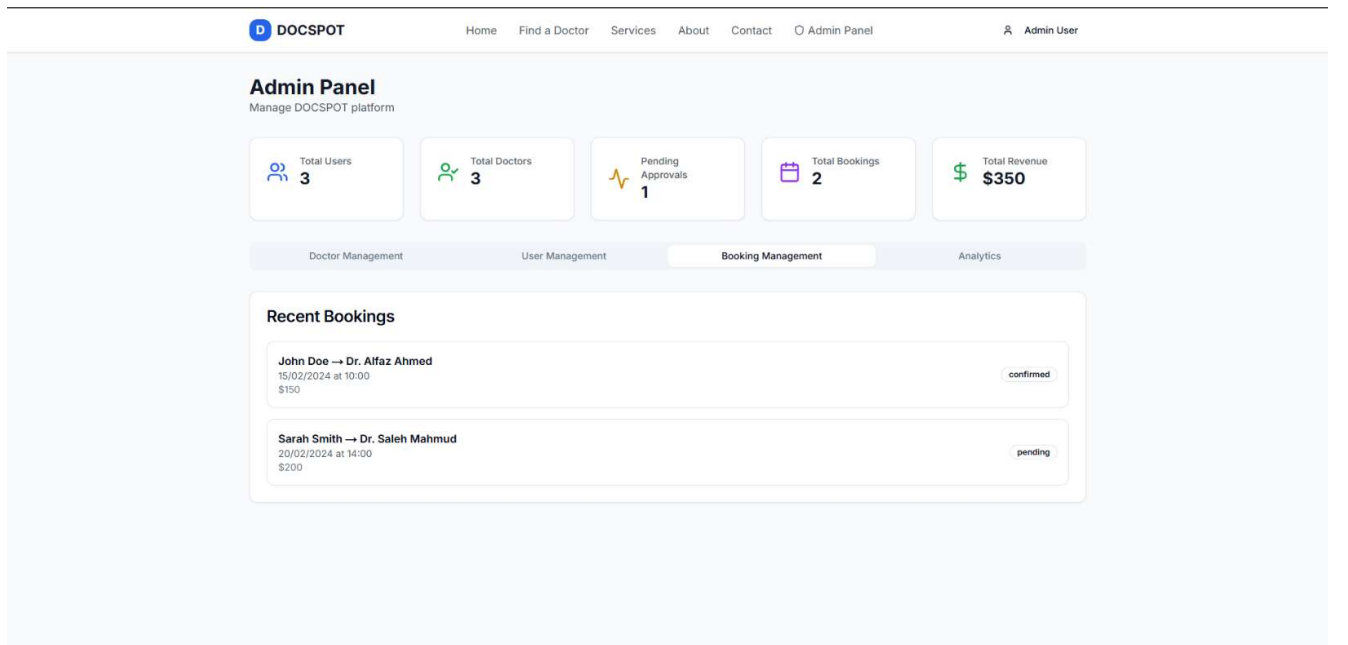 D DOCSPOT Home Find a Doctor Services About Contact Admin Panel Admin User
Admin Panel
Manage DOCSPOT platform
Total Users
3
Total Doctors
3
Pending
Approvals
1
Total Bookings
2
Total Revenue
$350
Doctor Management User Management Booking Management Analytics
Recent Bookings
John Doe → Dr. Alfaz Ahmed
15/02/2024 at 10:00
$150
confirmed
Sarah Smith → Dr. Saleh Mahmud
20/02/2024 at 14:00
$200
pending